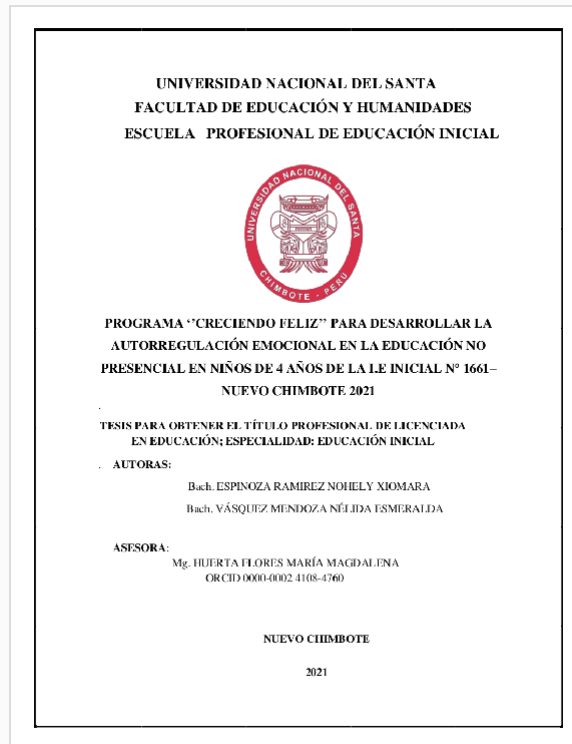 UNIVERSIDAD NACIONAL DEL SANTA
FACULTAD DE EDUCACIÓN Y HUMANIDADES
ESCUELA PROFESIONAL DE EDUCACIÓN INICIAL
UNIVERSIDAD NACIONAL DEL SANTA
CHIMBOTE - PERU
PROGRAMA ‘’CRECIENDO FELIZ’’ PARA DESARROLLAR LA
AUTORREGULACIÓN EMOCIONAL EN LA EDUCACIÓN NO
PRESENCIAL EN NIÑOS DE 4 AÑOS DE LA I.E INICIAL N° 1661–
NUEVO CHIMBOTE 2021
.
TESIS PARA OBTENER EL TÍTULO PROFESIONAL DE LICENCIADA
EN EDUCACIÓN; ESPECIALIDAD: EDUCACIÓN INICIAL
. AUTORAS:
Bach. ESPINOZA RAMIREZ NOHELY XIOMARA
Bach. VÁSQUEZ MENDOZA NÉLIDA ESMERALDA
ASESORA:
Mg. HUERTA FLORES MARÍA MAGDALENA
ORCID 0000-0002 4108-4760
NUEVO CHIMBOTE
2021